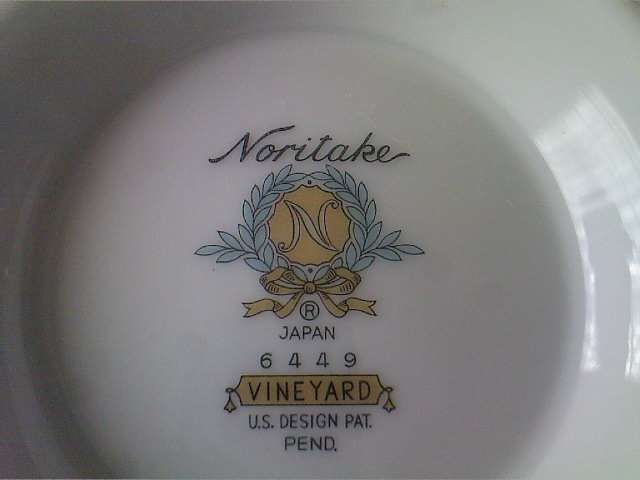 Noritake
N
®
JAPAN
6449
VINEYARD
U.S. DESIGN PAT.
PEND.